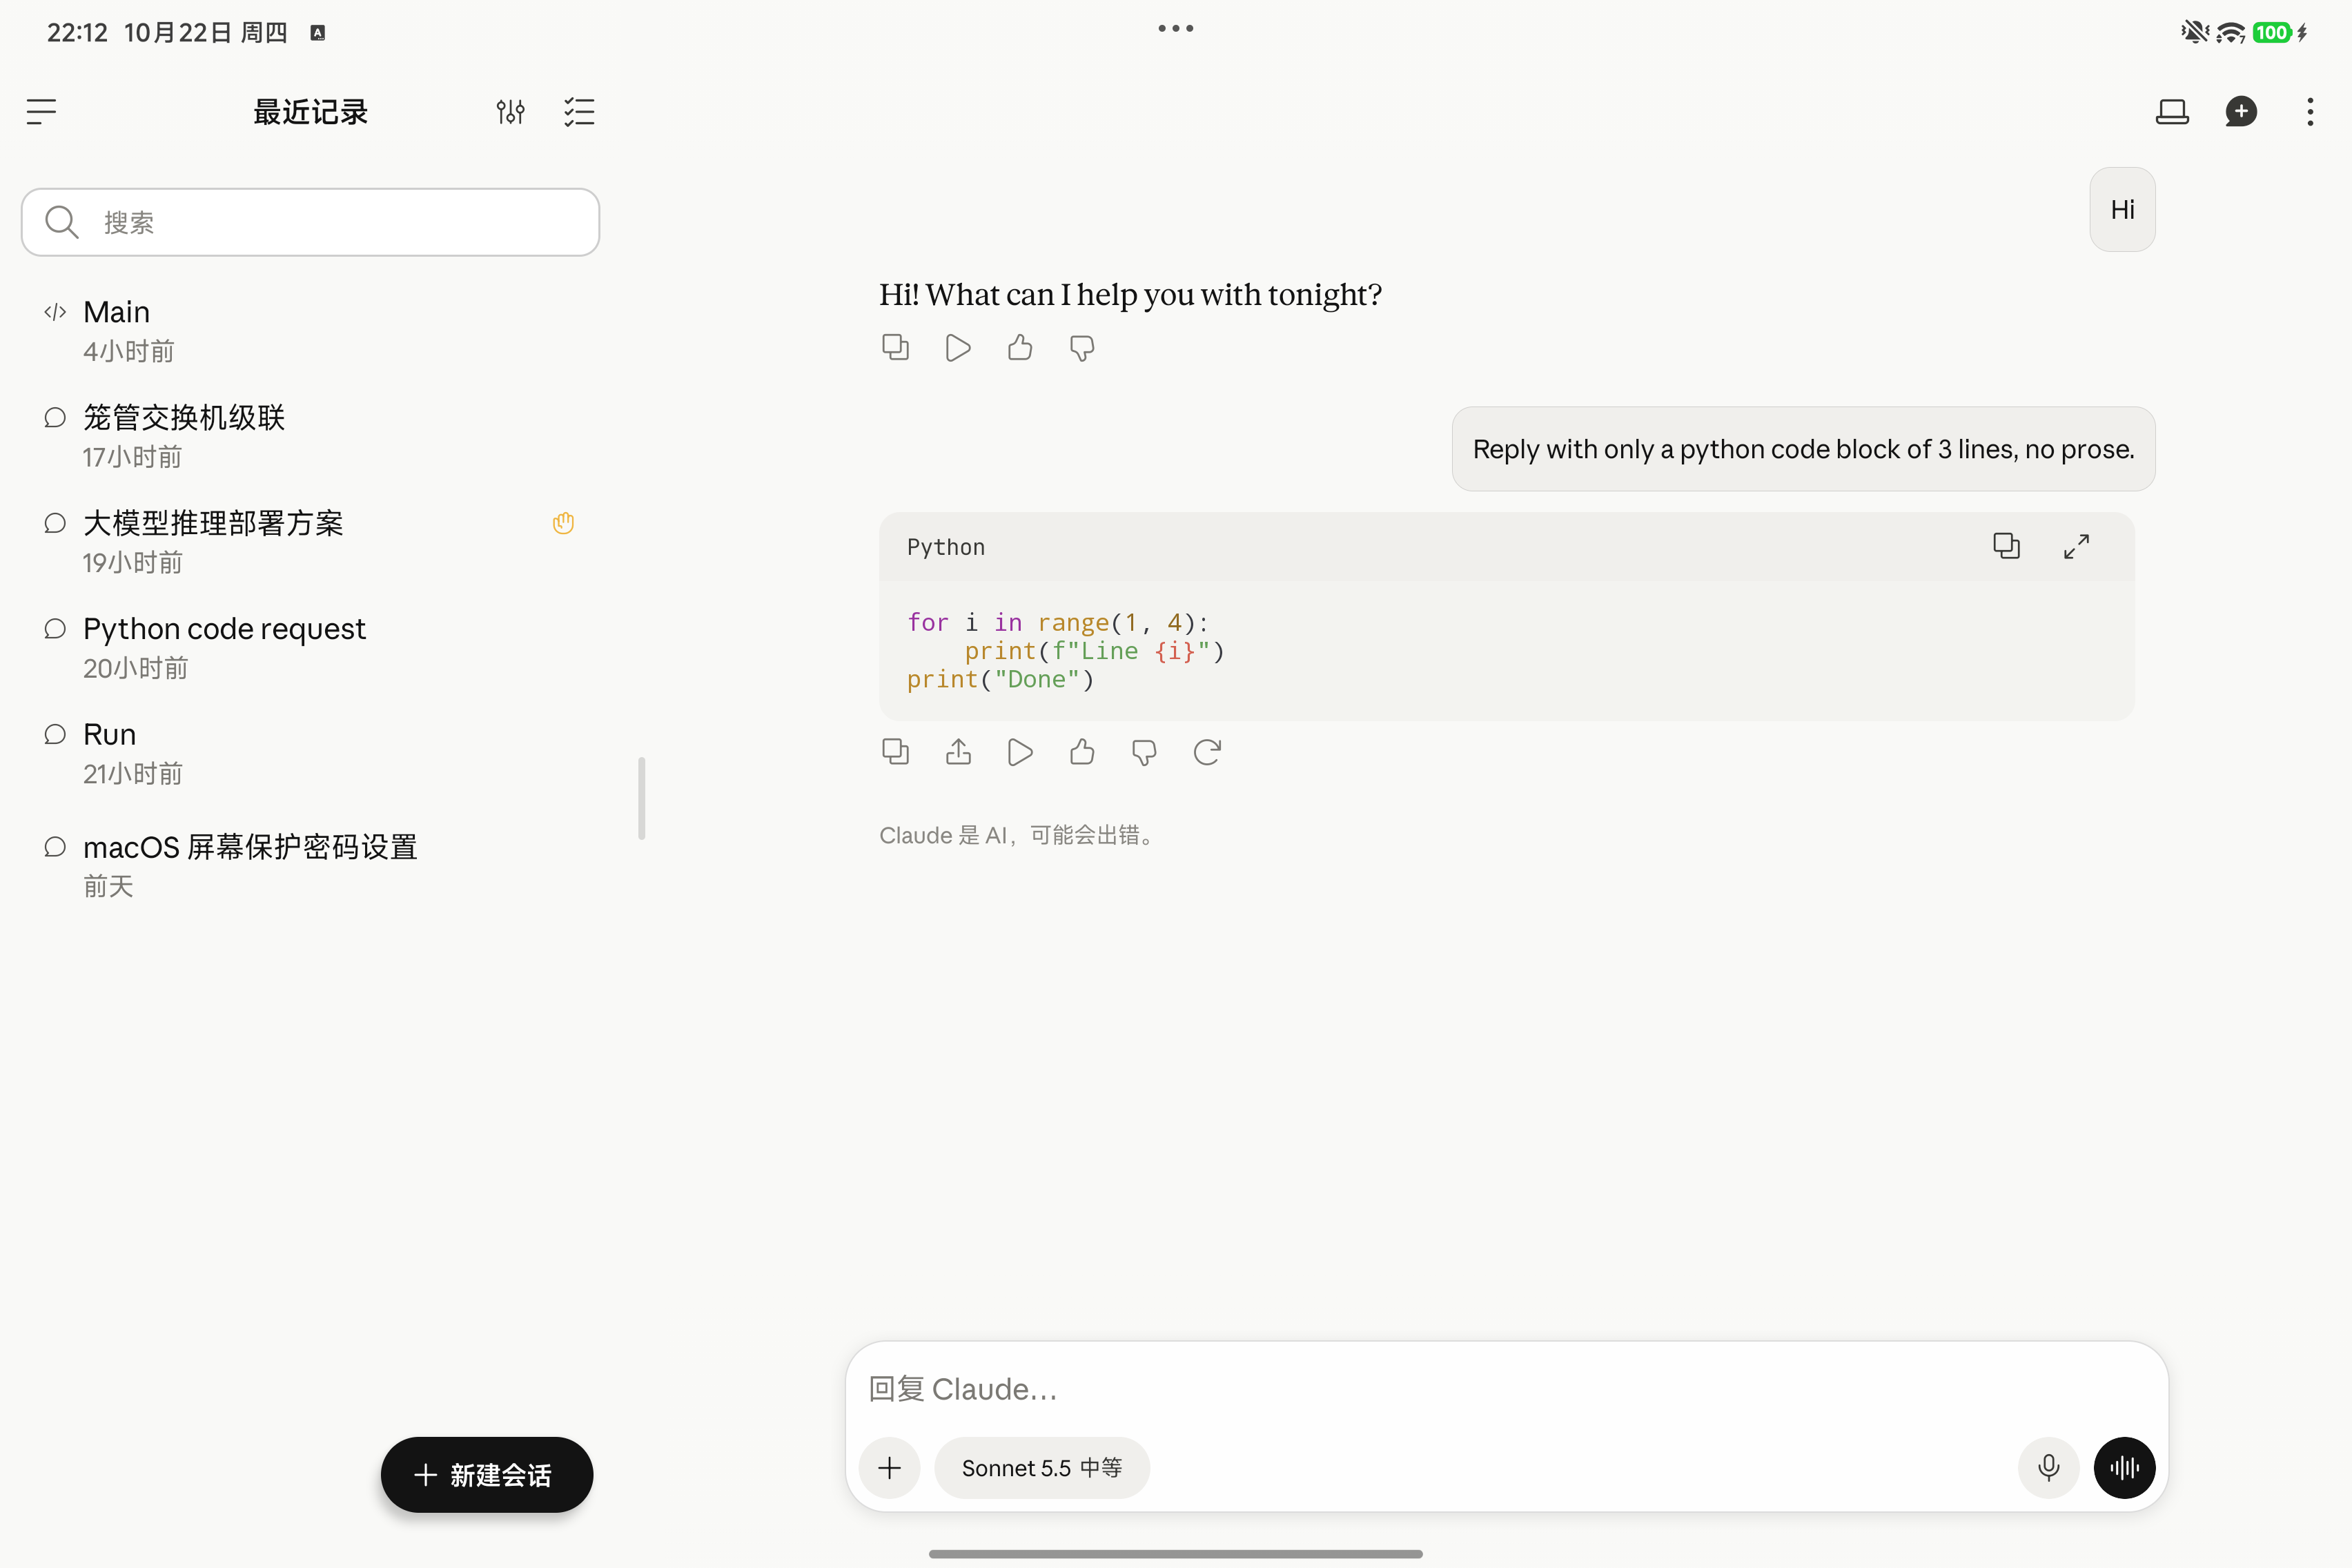 22:12 10月22日 周四 A
100
最近记录
搜索
Main
4小时前
笼管交换机级联
17小时前
大模型推理部署方案
19小时前
Python code request
20小时前
Run
21小时前
macOS 屏幕保护密码设置
前天
新建会话
Hi
Hi! What can I help you with tonight?
Reply with only a python code block of 3 lines, no prose.
Python
for i in range(1, 4):
    print(f"Line {i}")
print("Done")
Claude 是 AI，可能会出错。
回复 Claude...
Sonnet 5.5 中等